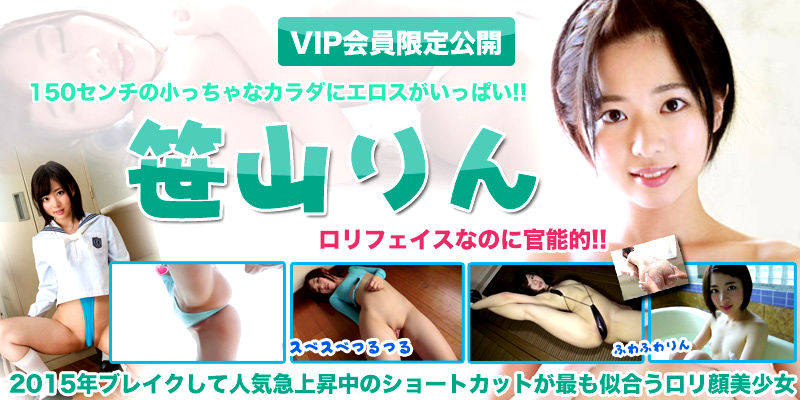 VIP会員限定公開
150センチの小っちゃなカラダにエロスがいっぱい!!
笹山りん
ロリフェイスなのに官能的!!
スベスベつるつる
ふわふわりん
2015年ブレイクして人気急上昇中のショートカットが最も似合うロリ顔美少女